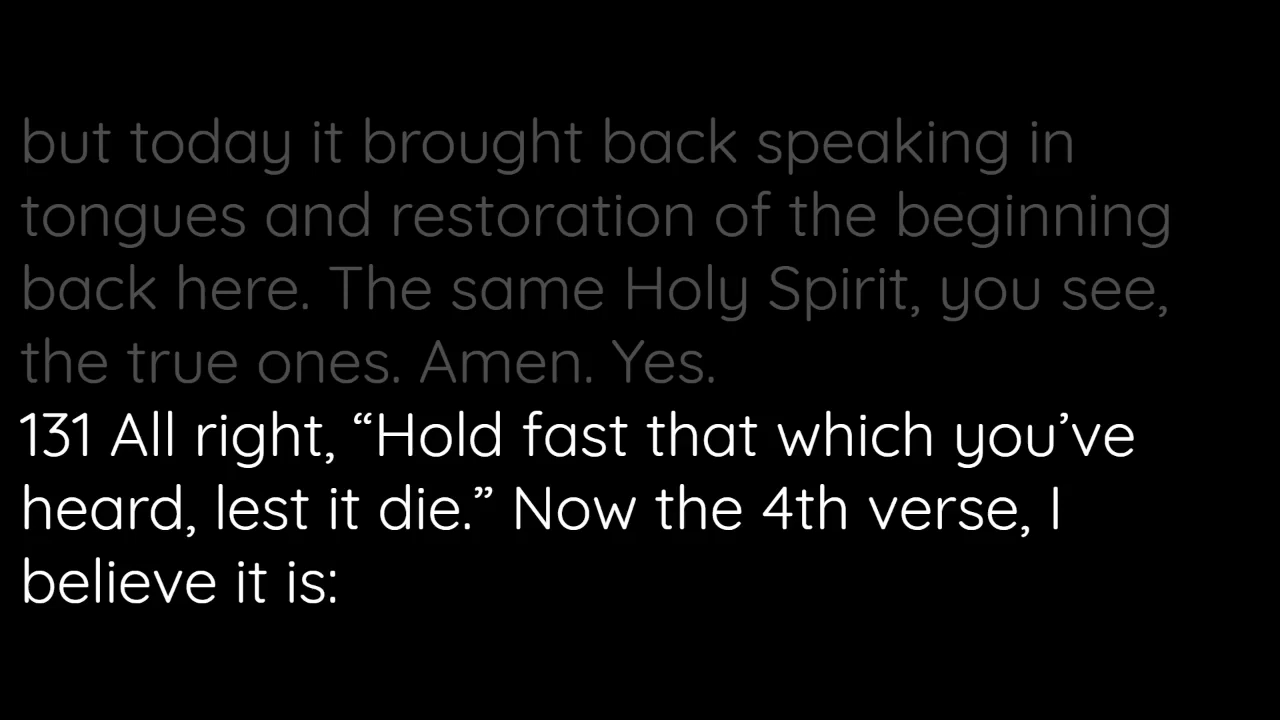 but today it brought back speaking in
tongues and restoration of the beginning
back here. The same Holy Spirit, you see,
the true ones. Amen. Yes.
131 All right, “Hold fast that which you’ve
heard, lest it die.” Now the 4th verse, I
believe it is: